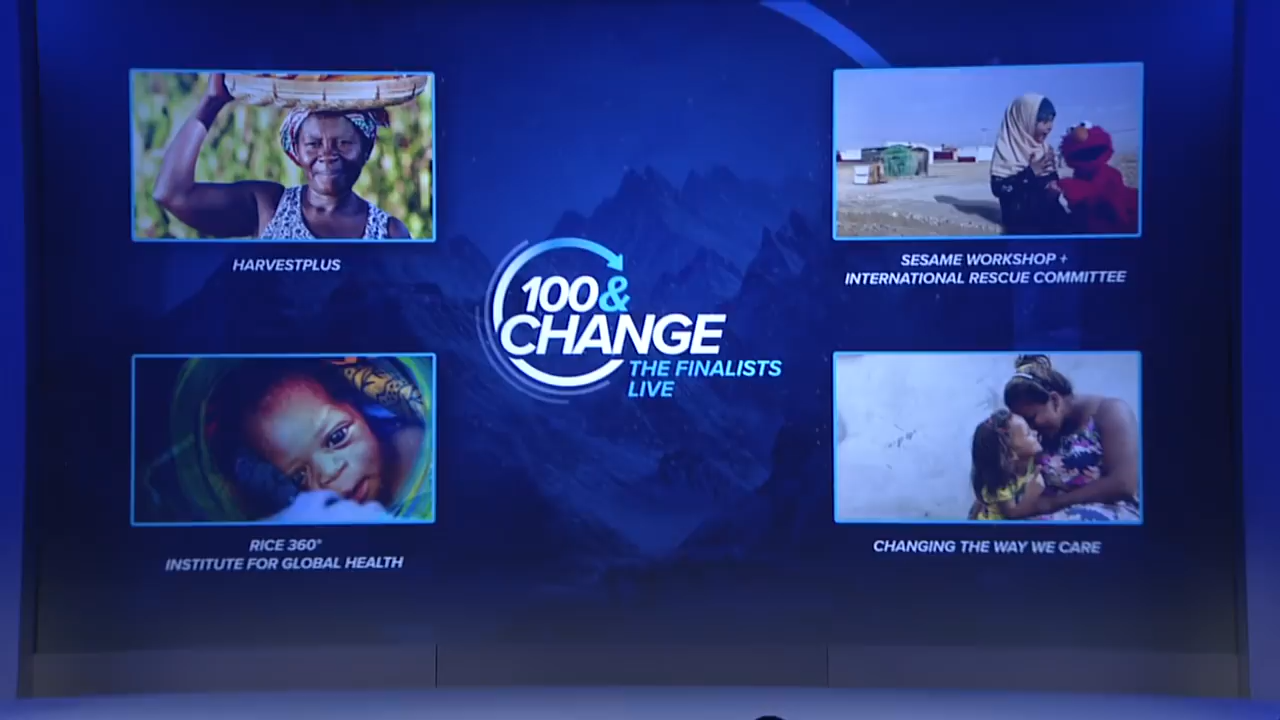 HARVESTPLUS
SESAME WORKSHOP +
INTERNATIONAL RESCUE COMMITTEE
100&
CHANGE
THE FINALISTS
LIVE
RICE 360°
INSTITUTE FOR GLOBAL HEALTH
CHANGING THE WAY WE CARE